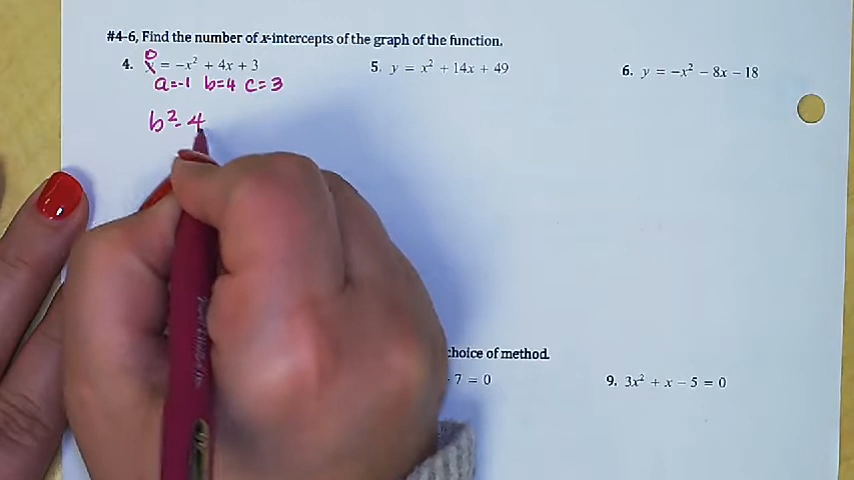 #4-6, Find the number of x-intercepts of the graph of the function.
4. y = −x² + 4x + 3
0
5. y = x² + 14x + 49
6. y = −x² − 8x − 18
a=-1 b=4 c=3
b²-4
choice of method.
7 = 0
9. 3x² + x − 5 = 0